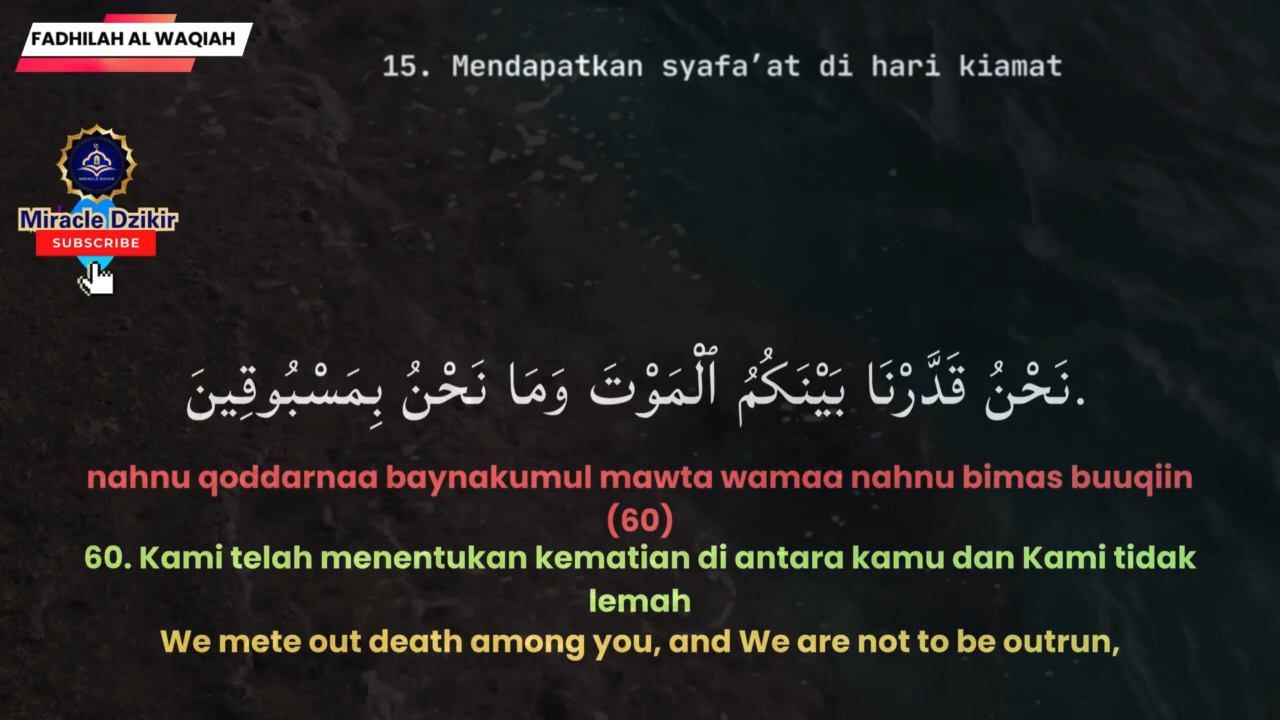 FADHILAH AL WAQIAH
15. Mendapatkan syafa’at di hari kiamat
Miracle Dzikir
SUBSCRIBE
نَحْنُ قَدَّرْنَا بَيْنَكُمُ ٱلْمَوْتَ وَمَا نَحْنُ بِمَسْبُوقِينَ.
nahnu qoddarnaa baynakumul mawta wamaa nahnu bimas buuqiin
(60)
60. Kami telah menentukan kematian di antara kamu dan Kami tidak
lemah
We mete out death among you, and We are not to be outrun,